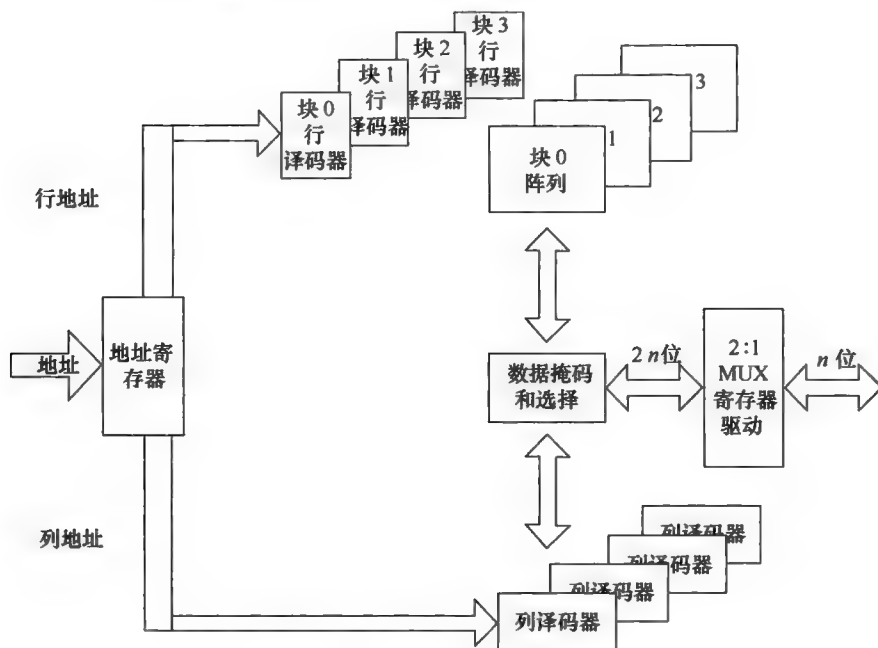 块 3
行
译码器
块 2
行
译码器
块 1
行
译码器
块 0
行
译码器
3
2
1
块 0
阵列
行地址
地址
地址寄
存器
数据掩码
和选择
2 n位
2:1
MUX
寄存器
驱动
n 位
列地址
列译码器
列译码器
列译码器
列译码器